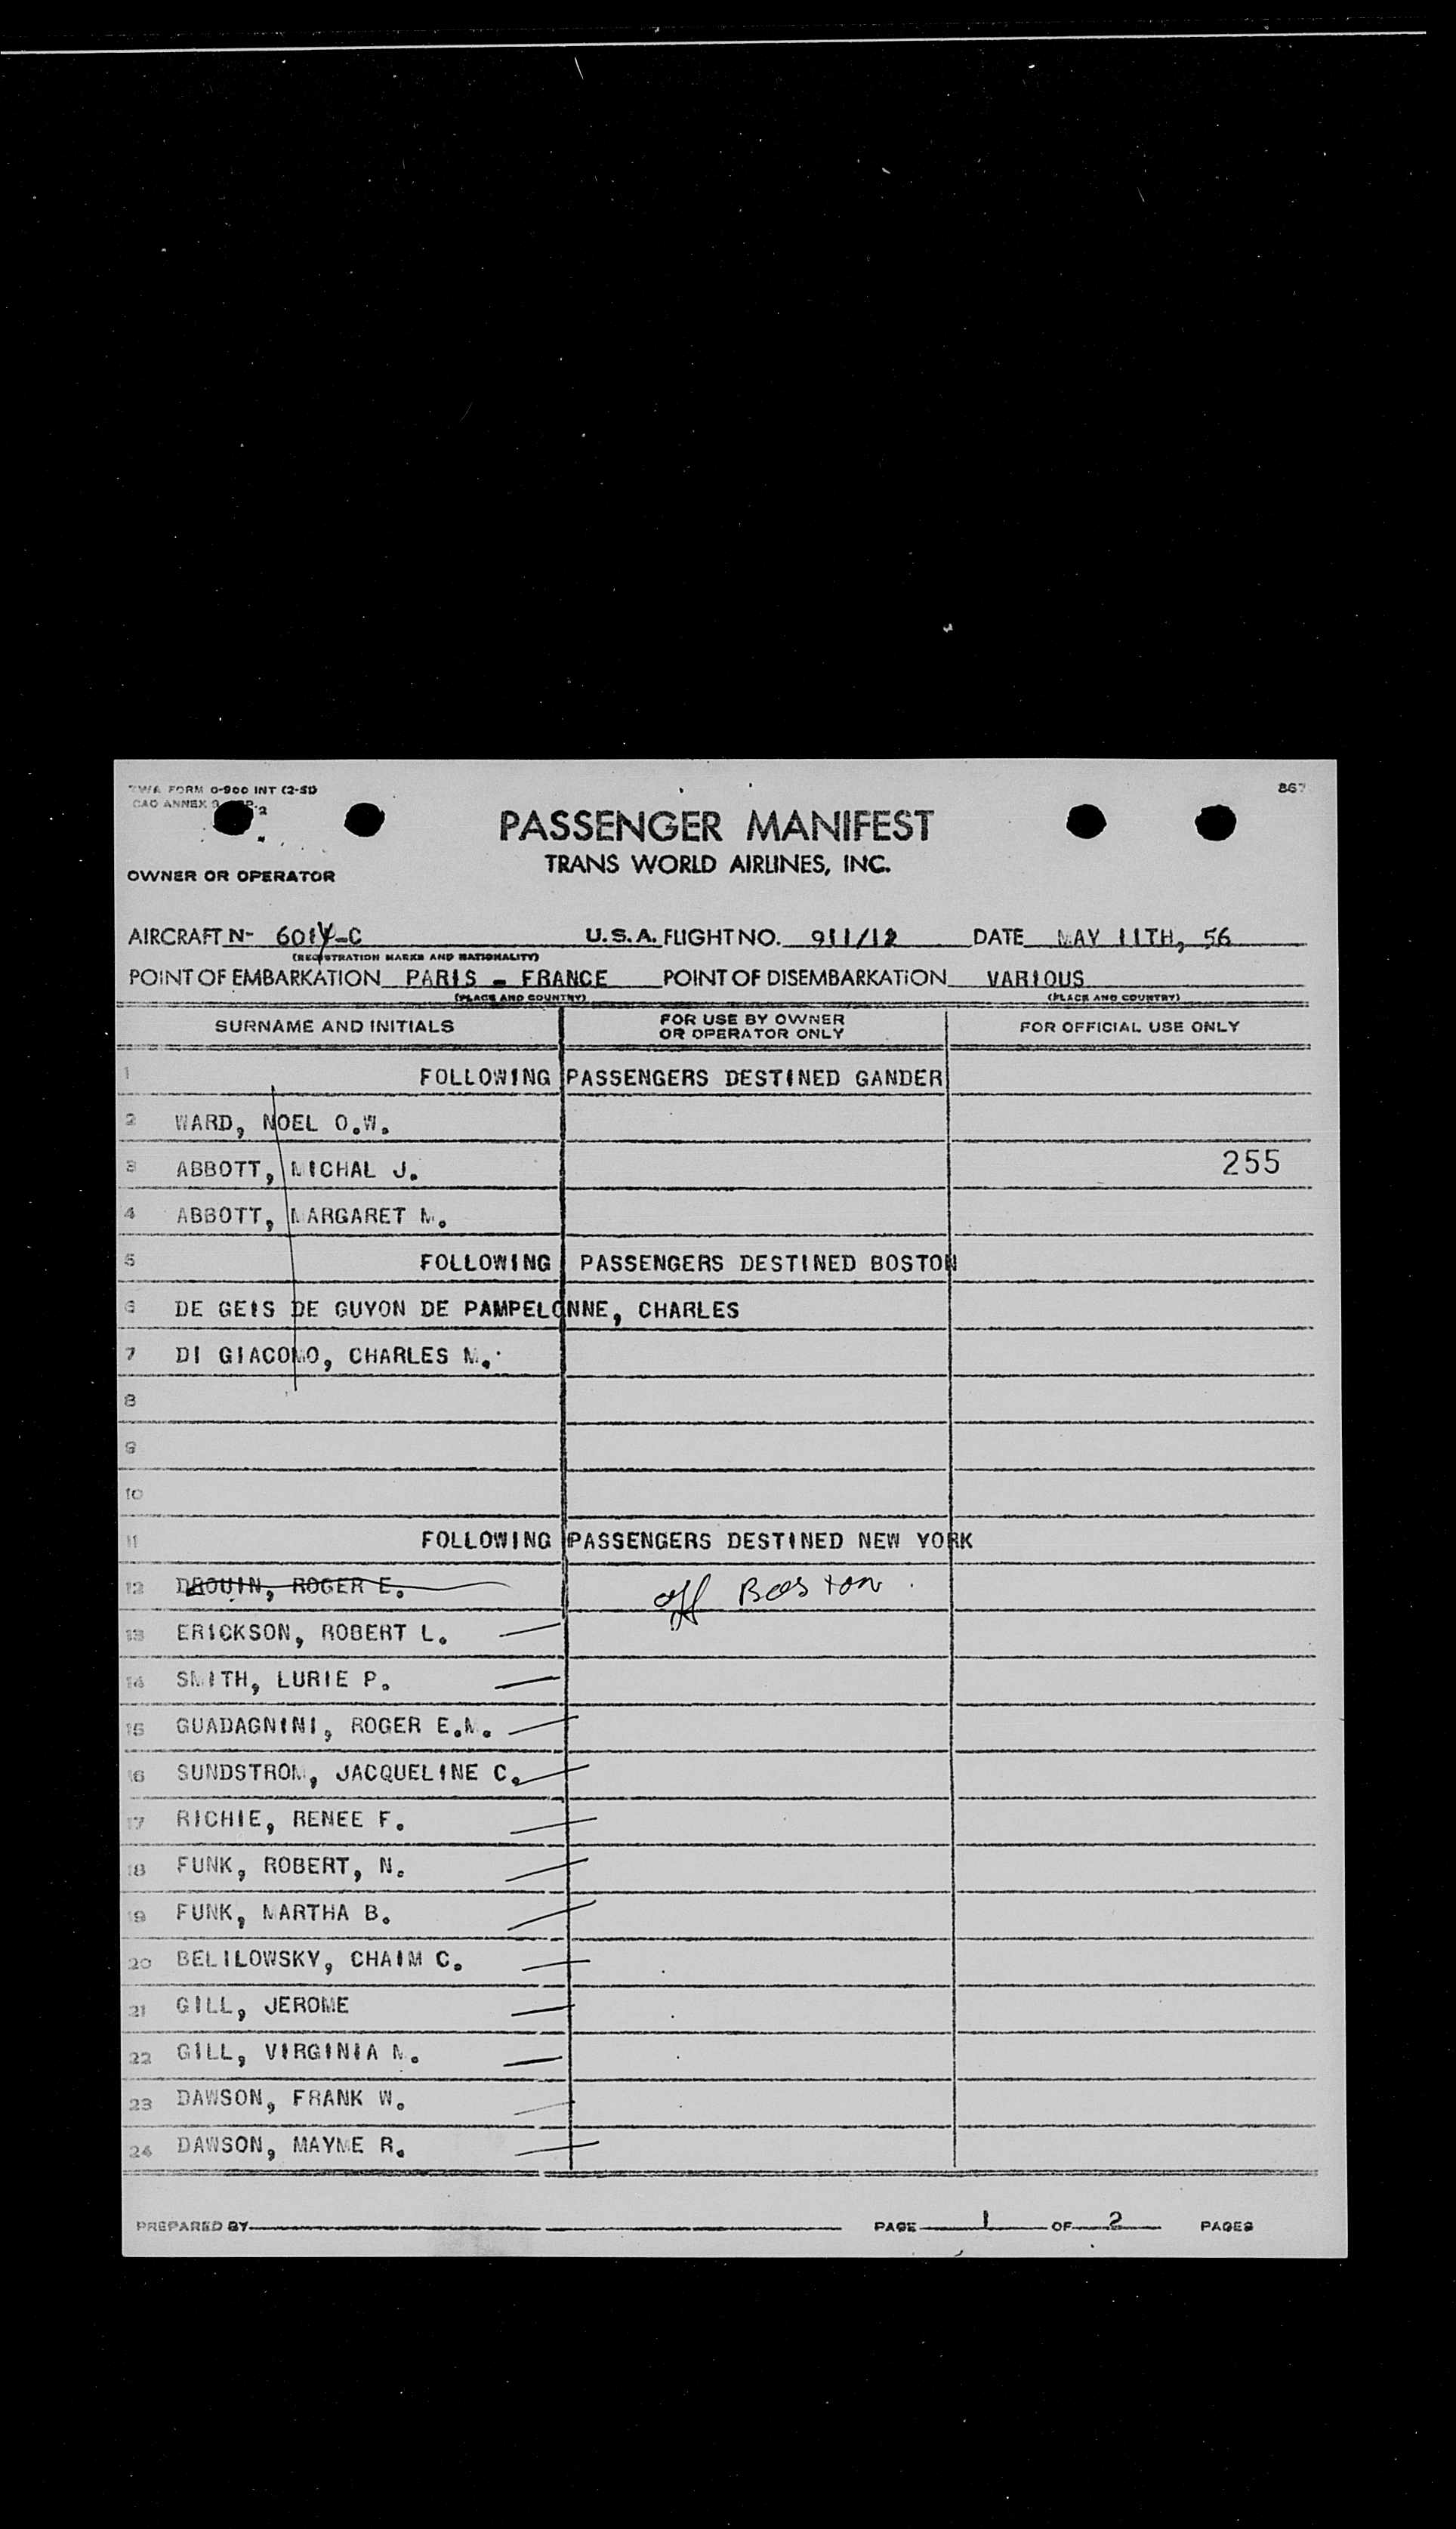 TWA FORM 0-900 INT (2-51)
867
PASSENGER MANIFEST
TRANS WORLD AIRLINES, INC.
OWNER OR OPERATOR
AIRCRAFT N- 6014-C U.S.A. FLIGHT NO. 911/12 DATE MAY 11TH, 56
(REGISTRATION MARKS AND NATIONALITY)
POINT OF EMBARKATION PARIS - FRANCE POINT OF DISEMBARKATION VARIOUS
(PLACE AND COUNTRY) (PLACE AND COUNTRY)
SURNAME AND INITIALS FOR USE BY OWNER OR OPERATOR ONLY FOR OFFICIAL USE ONLY
1 FOLLOWING PASSENGERS DESTINED GANDER
2 WARD, NOEL O.W.
3 ABBOTT, MICHAL J. 255
4 ABBOTT, MARGARET M.
5 FOLLOWING PASSENGERS DESTINED BOSTON
6 DE GEIS DE GUYON DE PAMPELONNE, CHARLES
7 DI GIACOMO, CHARLES M.
8
9
10
11 FOLLOWING PASSENGERS DESTINED NEW YORK
12 DROUIN, ROGER E. off Boston.
13 ERICKSON, ROBERT L.
14 SMITH, LURIE P.
15 GUADAGNINI, ROGER E.M.
16 SUNDSTROM, JACQUELINE C.
17 RICHIE, RENEE F.
18 FUNK, ROBERT, N.
19 FUNK, MARTHA B.
20 BELILOWSKY, CHAIM C.
21 GILL, JEROME
22 GILL, VIRGINIA M.
23 DAWSON, FRANK W.
24 DAWSON, MAYME R.
PREPARED BY PAGE 1 OF 2 PAGES